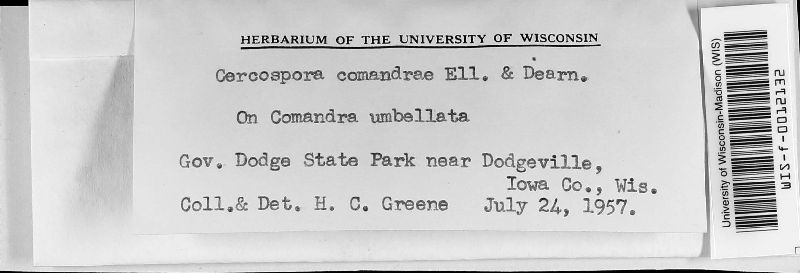 HERBARIUM OF THE UNIVERSITY OF WISCONSIN
Cercospora comandrae Ell. & Dearn.
On Comandra umbellata
Gov. Dodge State Park near Dodgeville,
Iowa Co., Wis.
Coll.& Det. H. C. Greene July 24, 1957.
University of Wisconsin-Madison (WIS)
WIS-f-0012152